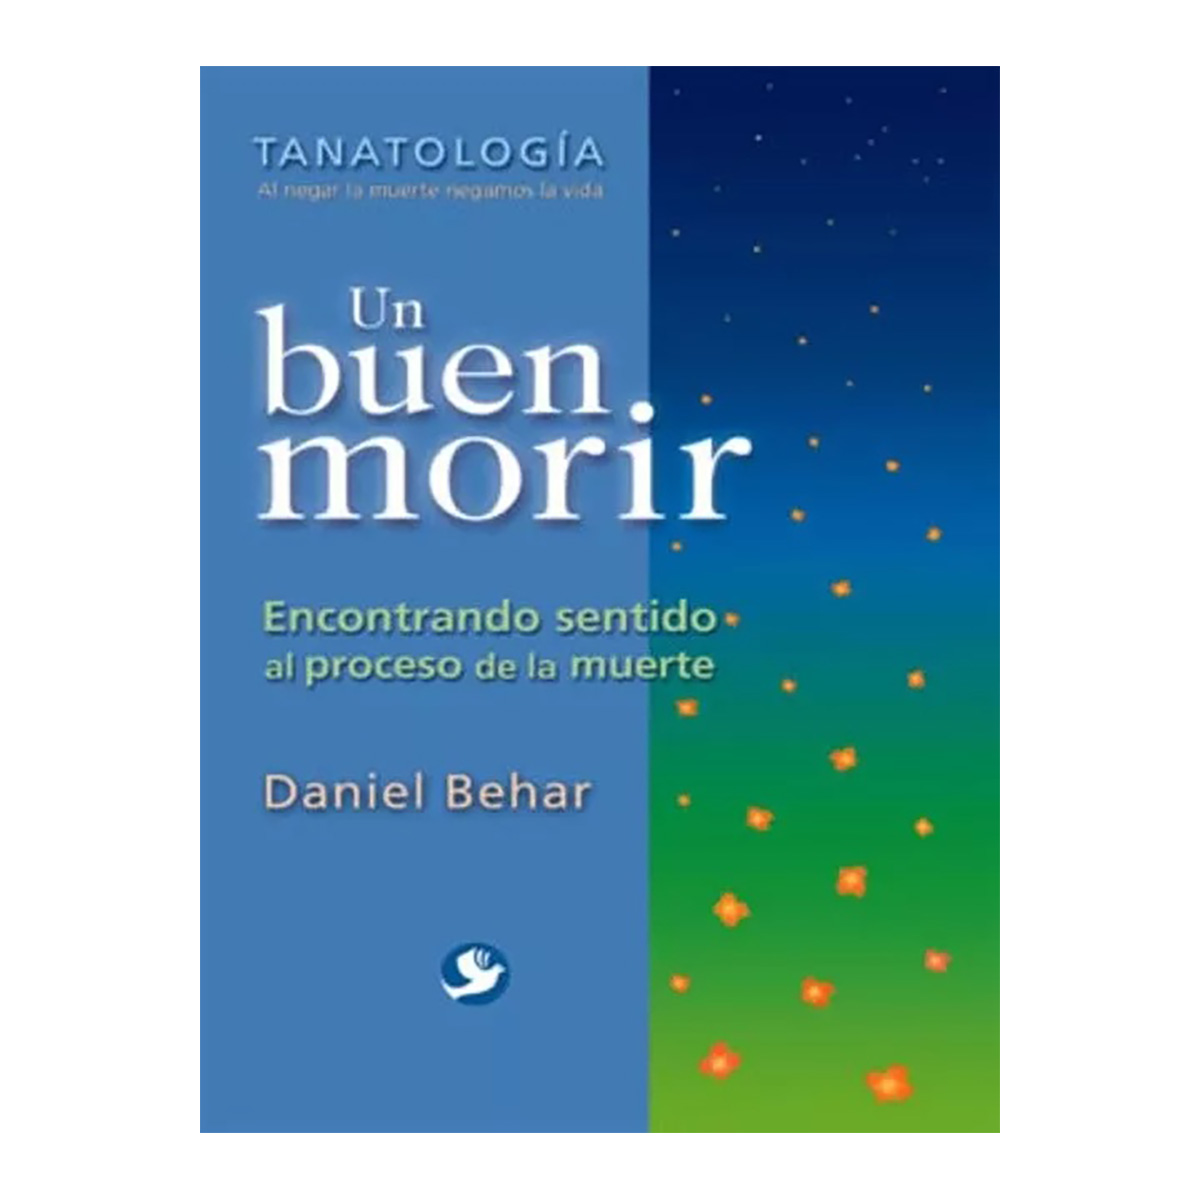 TANATOLOGÍA
Al negar la muerte negamos la vida
Un
buen
morir
Encontrando sentido
al proceso de la muerte
Daniel Behar